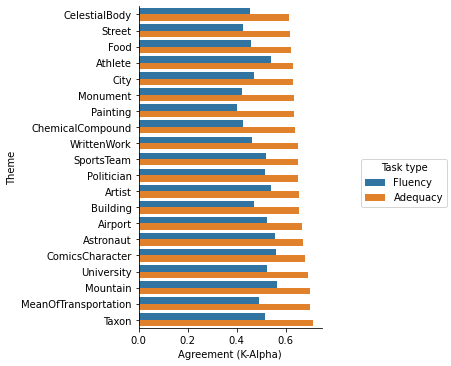 CelestialBody
Street
Food
Athlete
City
Monument
Painting
ChemicalCompound
WrittenWork
SportsTeam
Politician
Artist
Building
Airport
Astronaut
ComicsCharacter
University
Mountain
MeanOfTransportation
Taxon
Theme
0.0 0.2 0.4 0.6
Agreement (K-Alpha)
Task type
Fluency
Adequacy